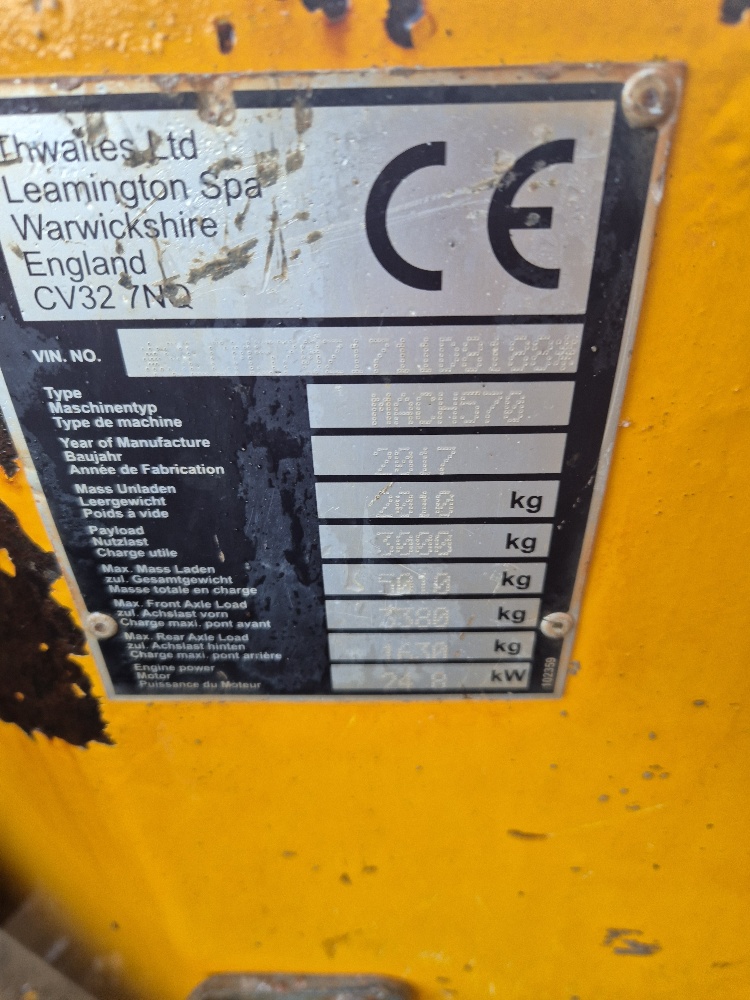 Thwaites Ltd
Leamington Spa
Warwickshire
England
CV32 7NQ
CE
VIN. NO.
Type
Maschinentyp
Type de machine
MACH570
Year of Manufacture
Baujahr
Année de Fabrication
2017
Mass Unladen
Leergewicht
Poids à vide
2010 kg
Payload
Nutzlast
Charge utile
3000 kg
Max. Mass Laden
zul. Gesamtgewicht
Masse totale en charge
5010 kg
Max. Front Axle Load
zul. Achslast vorn
Charge maxi. pont avant
3380 kg
Max. Rear Axle Load
zul. Achslast hinten
Charge maxi. pont arrière
1630 kg
Engine power
Motor
Puissance du Moteur
24 8 kW
102359